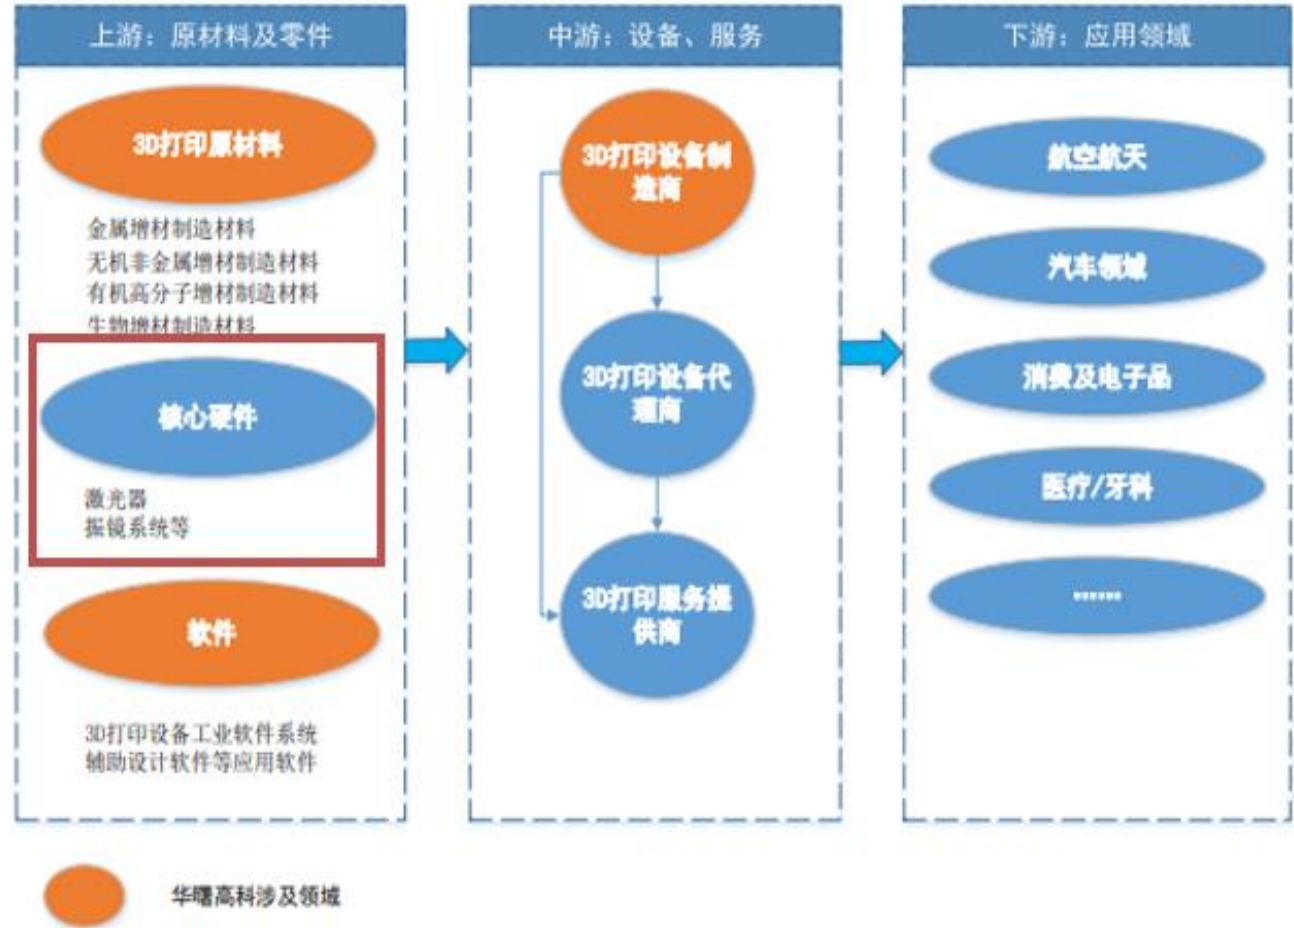 上游：原材料及零件
3D打印原材料
金属增材制造材料
无机非金属增材制造材料
有机高分子增材制造材料
生物增材制造材料
核心硬件
激光器
振镜系统等
软件
3D打印设备工业软件系统
辅助设计软件等应用软件
中游：设备、服务
3D打印设备制
造商
3D打印设备代
理商
3D打印服务提
供商
下游：应用领域
航空航天
汽车领域
消费及电子品
医疗/牙科
……
华曙高科涉及领域